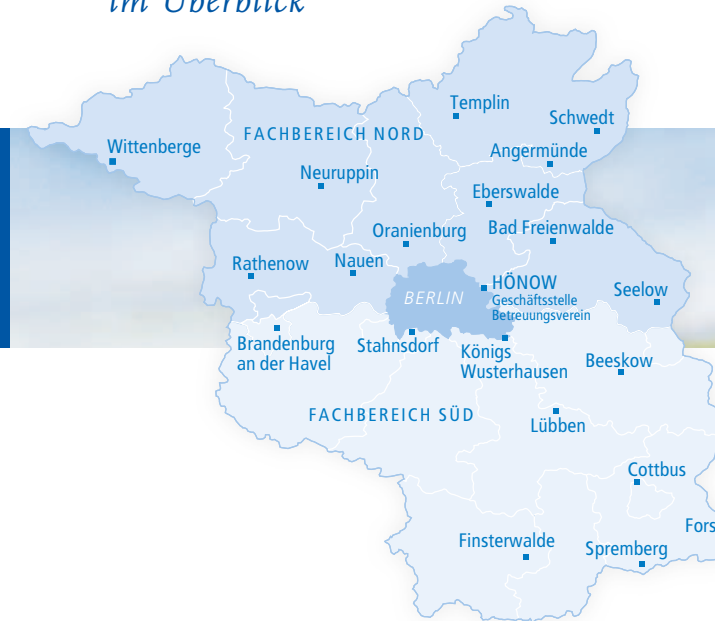 im Überblick
Templin
Schwedt
FACHBEREICH NORD
Wittenberge
Angermünde
Neuruppin
Eberswalde
Oranienburg
Bad Freienwalde
Rathenow
Nauen
HÖNOW
Geschäftsstelle
Betreuungsverein
BERLIN
Seelow
Brandenburg
an der Havel
Stahnsdorf
Königs
Wusterhausen
Beeskow
FACHBEREICH SÜD
Lübben
Cottbus
Fors
Finsterwalde
Spremberg